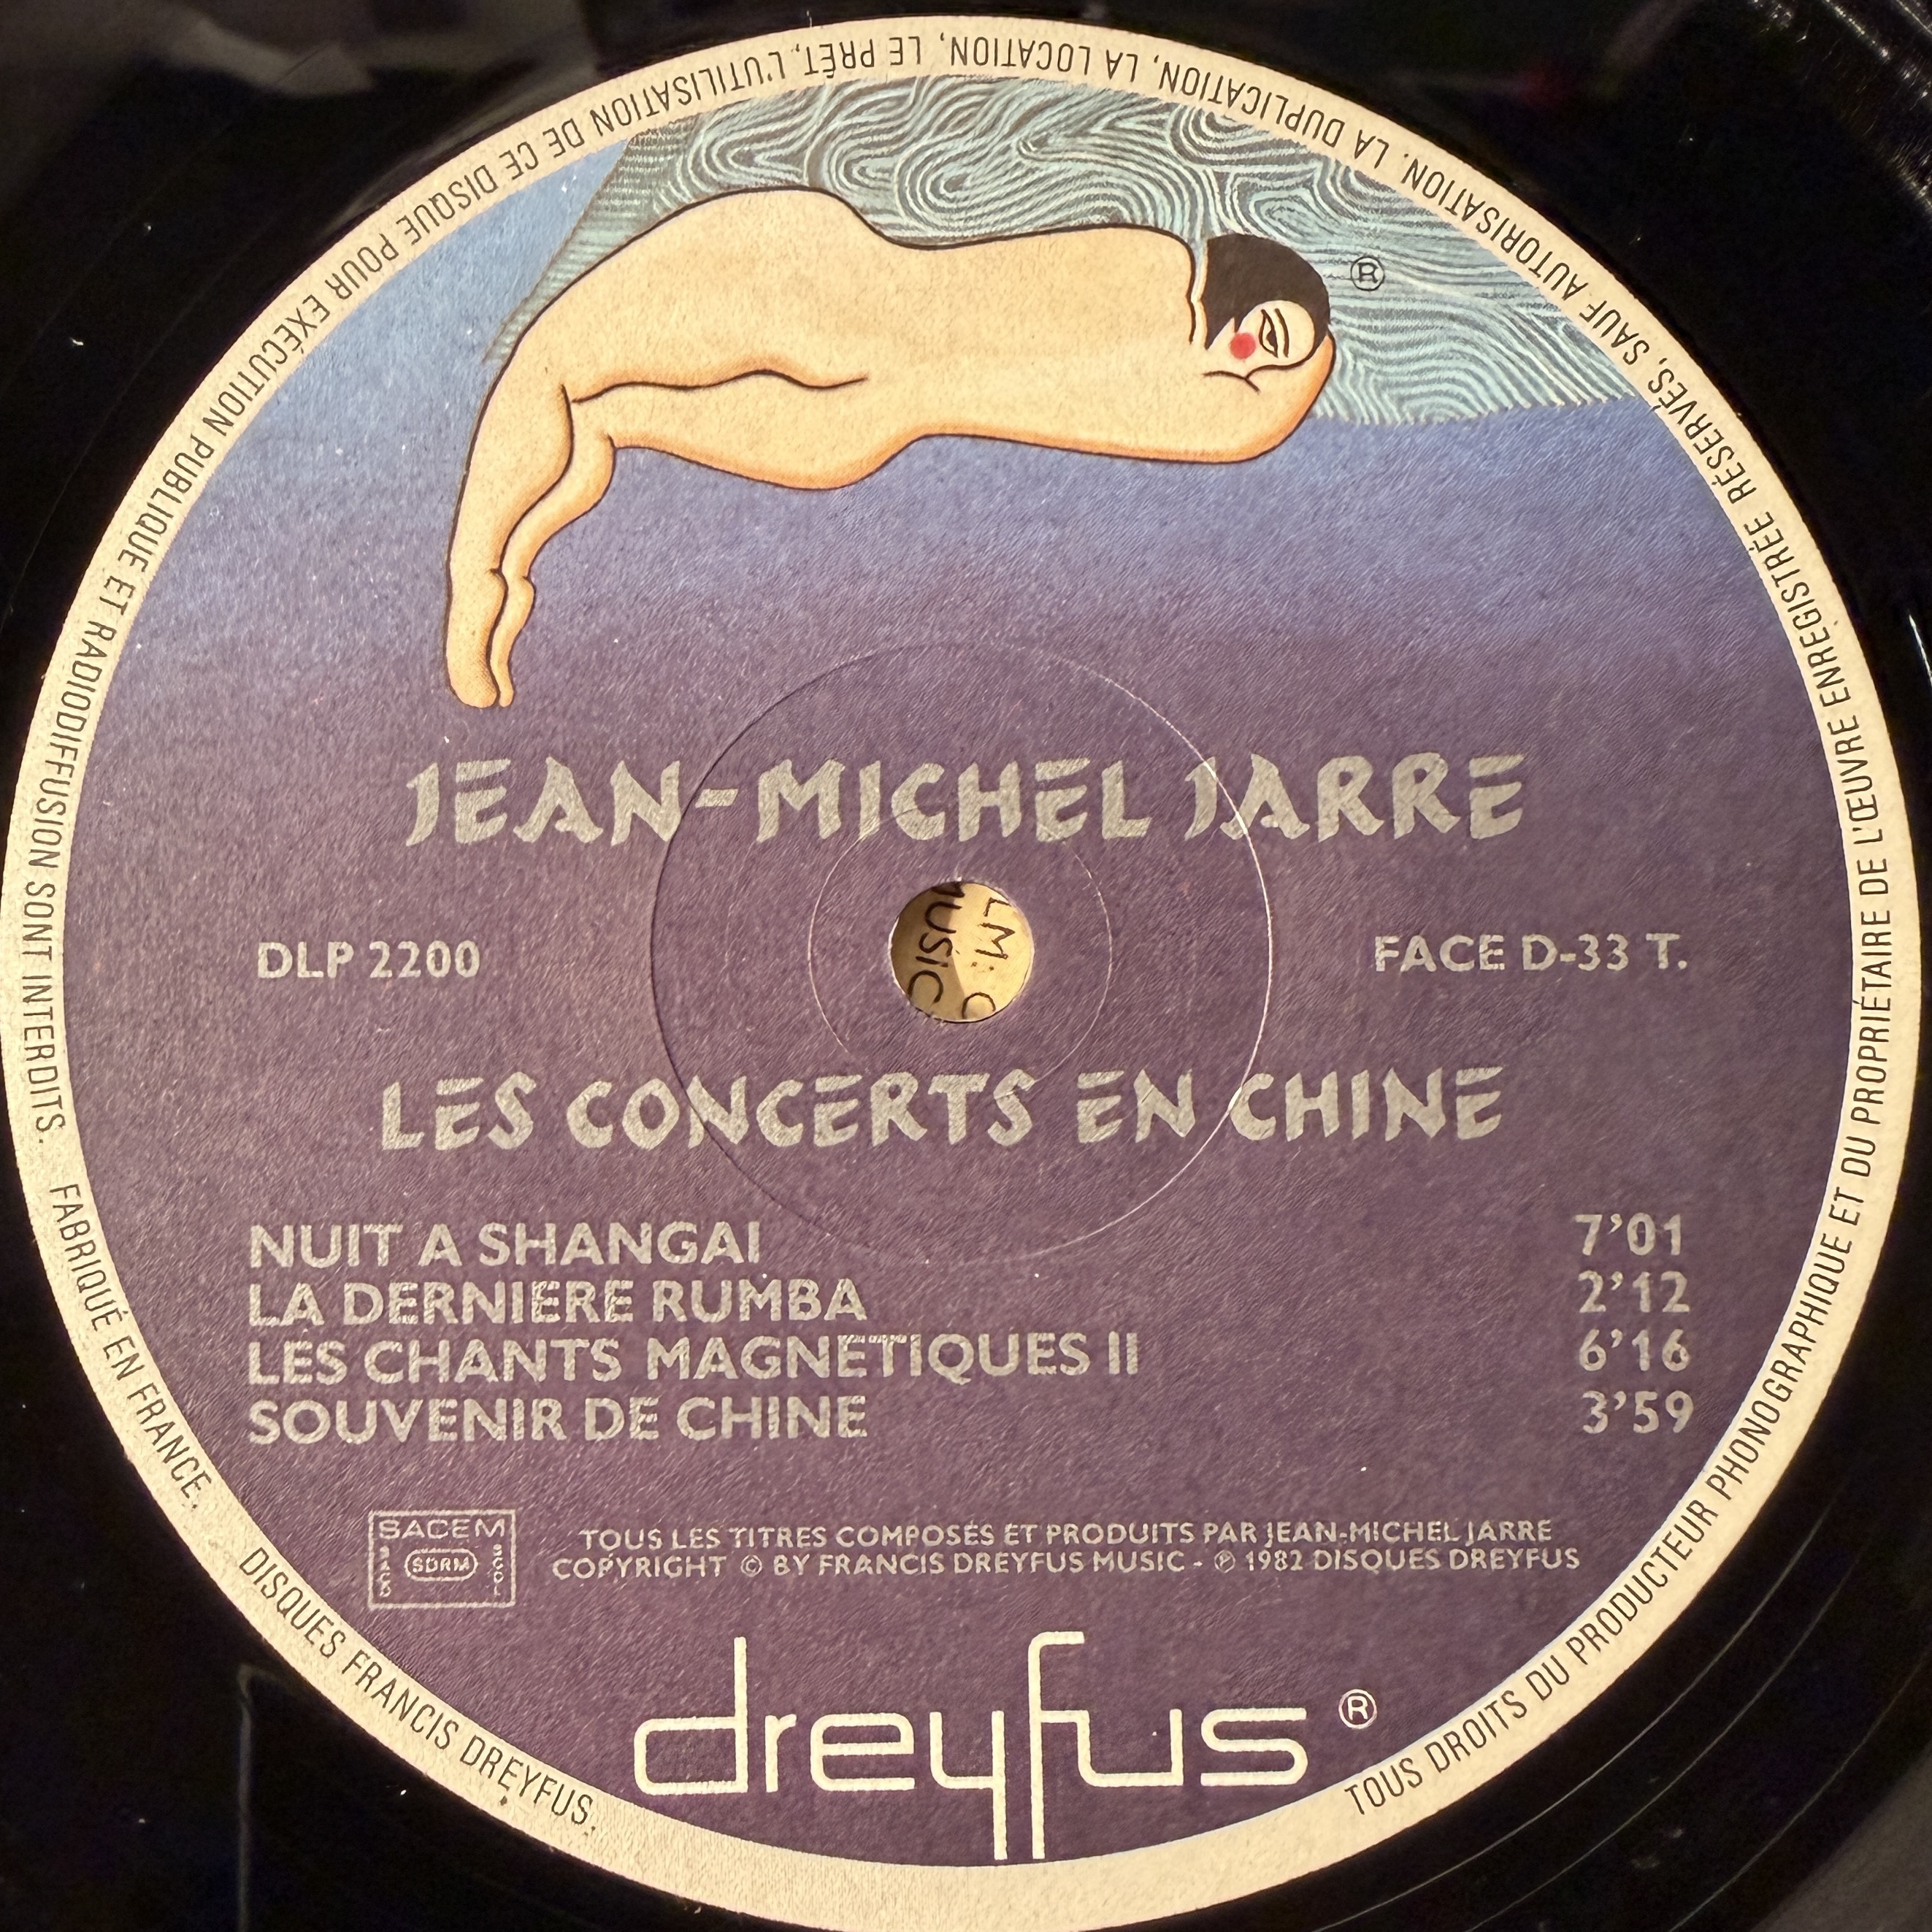 TOUS DROITS DU PRODUCTEUR PHONOGRAPHIQUE ET DU PROPRIÉTAIRE DE L'ŒUVRE ENREGISTRÉE RÉSERVÉS, SAUF AUTORISATION. LA DUPLICATION, LA LOCATION, LE PRÊT, L'UTILISATION DE CE DISQUE POUR EXÉCUTION PUBLIQUE ET RADIODIFFUSION SONT INTERDITS. FABRIQUÉ EN FRANCE. DISQUES FRANCIS DREYFUS.
®
JEAN-MICHEL JARRE
DLP 2200
FACE D-33 T.
LES CONCERTS EN CHINE
NUIT A SHANGAI 7'01
LA DERNIERE RUMBA 2'12
LES CHANTS MAGNETIQUES II 6'16
SOUVENIR DE CHINE 3'59
SACEM
SACD SDRM SGDL
TOUS LES TITRES COMPOSÉS ET PRODUITS PAR JEAN-MICHEL JARRE
COPYRIGHT © BY FRANCIS DREYFUS MUSIC - ℗ 1982 DISQUES DREYFUS
dreyfus ®
MUSIC